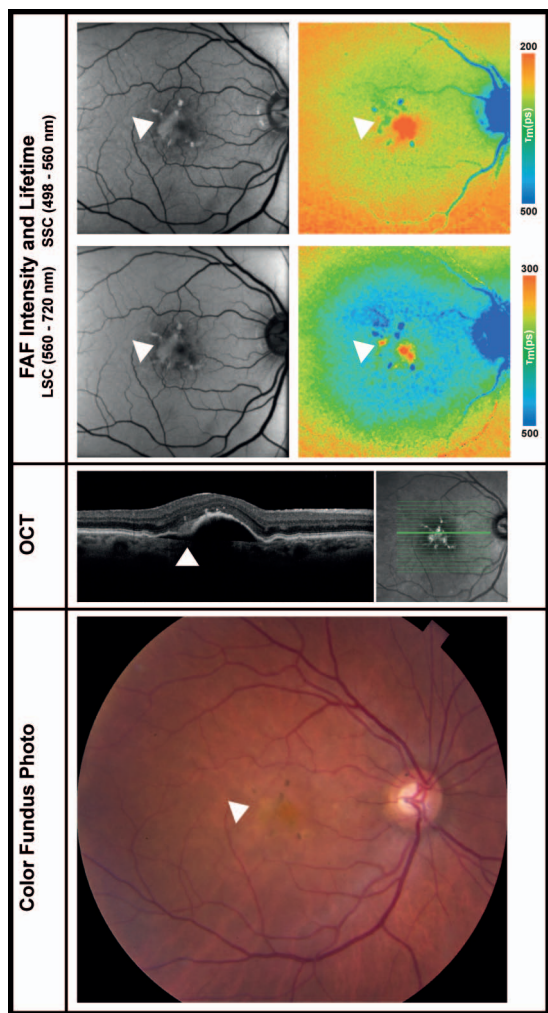 FAF Intensity and Lifetime
LSC (560 - 720 nm) SSC (498 - 560 nm)
200
τm(ps)
500
300
τm(ps)
500
OCT
Color Fundus Photo